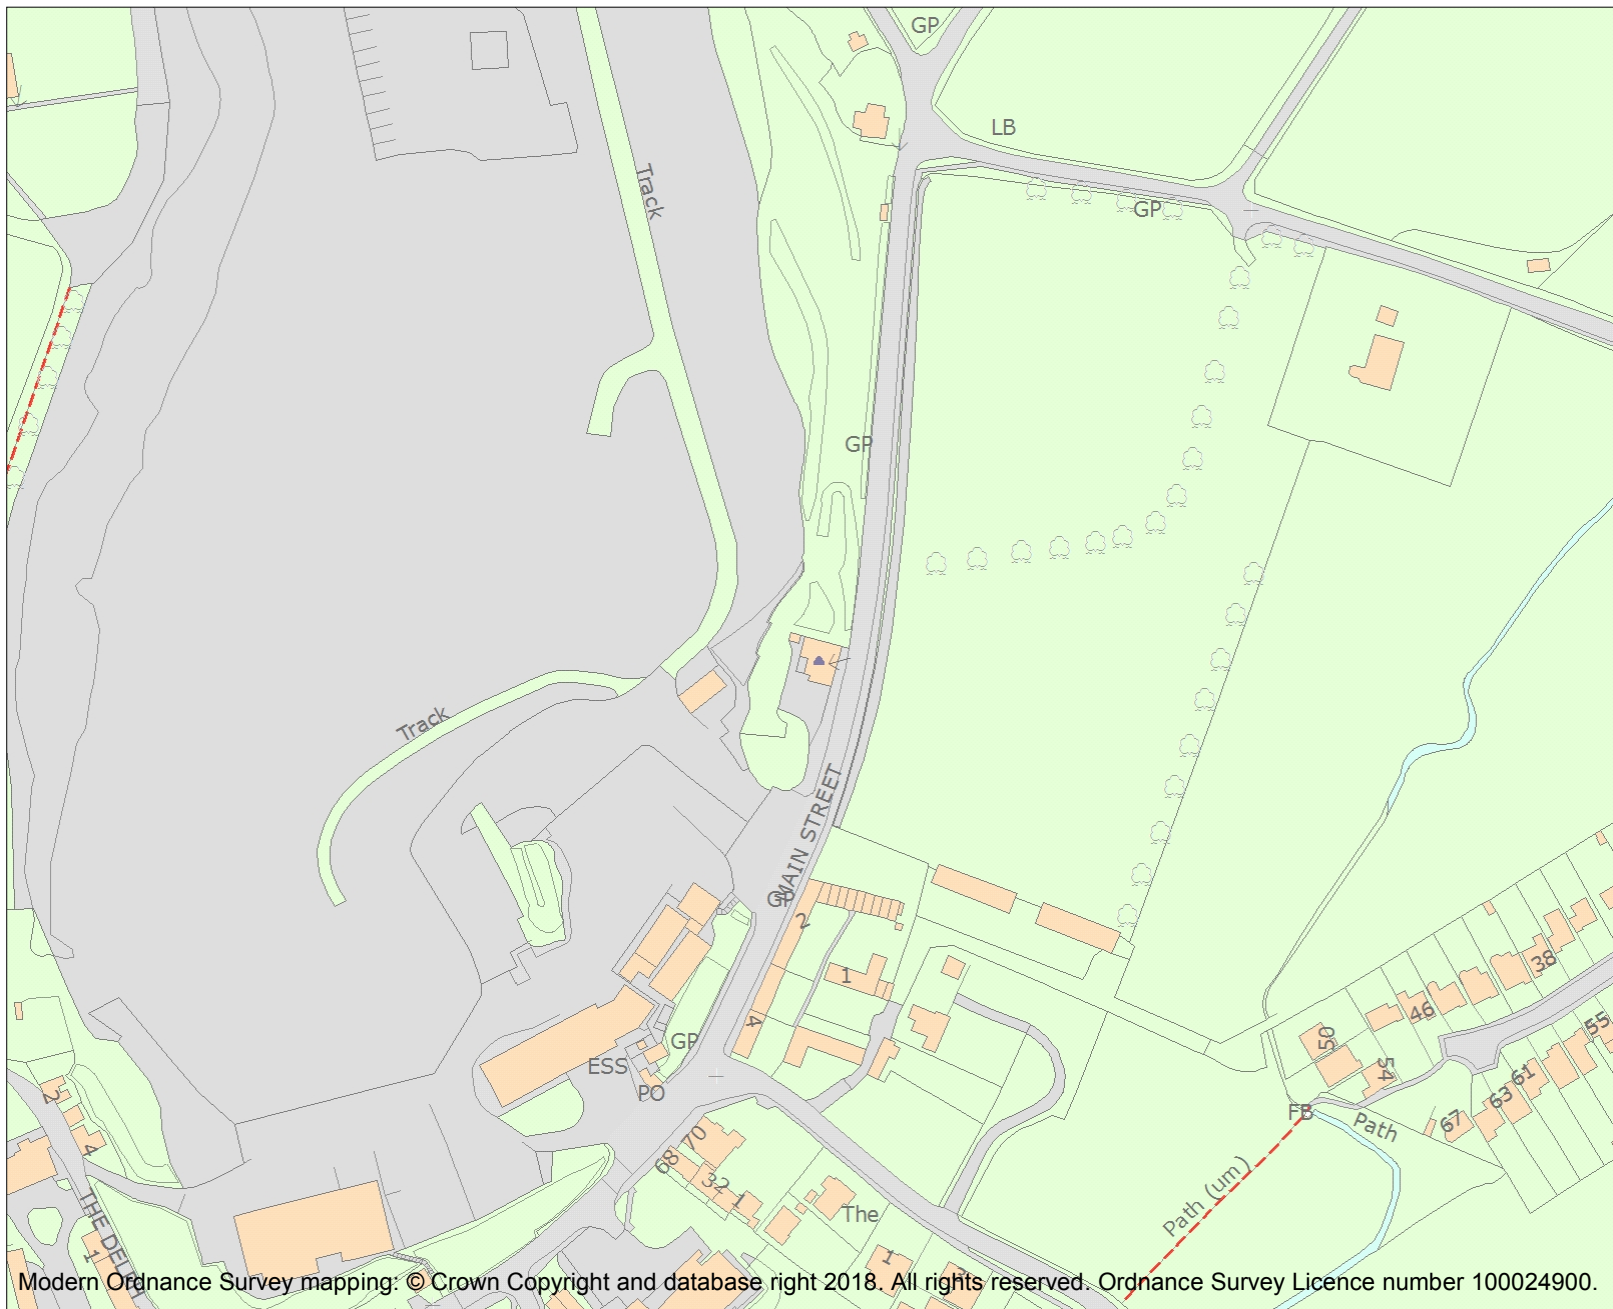 GP
LB
Track
GP
GP
Track
MAIN STREET
GP
2
1
4
38
46
50
55
GP
ESS
PO
54
61
63
67
FB
Path
2
4
70
68
32
1
Path (um)
The
THE DELPH
1
1
Modern Ordnance Survey mapping: © Crown Copyright and database right 2018. All rights reserved. Ordnance Survey Licence number 100024900.